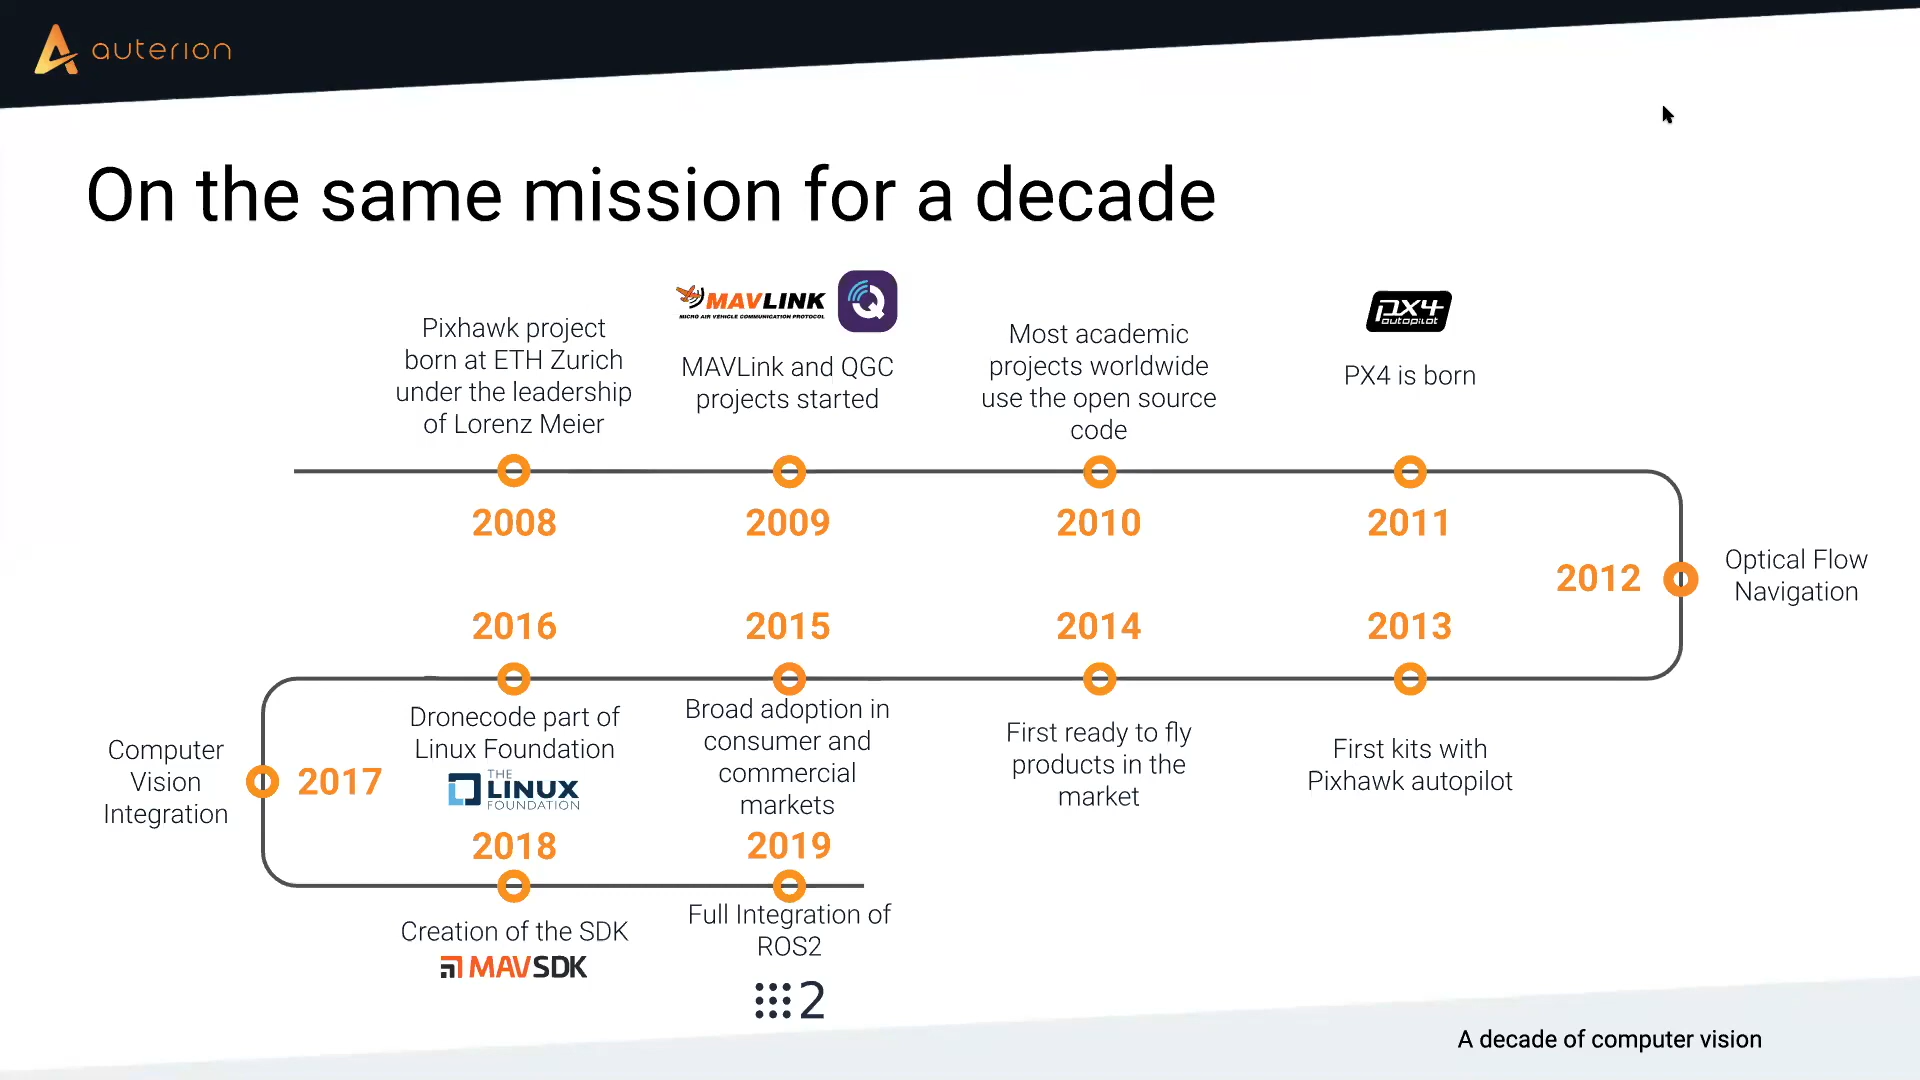 auterion
On the same mission for a decade
Pixhawk project
born at ETH Zurich
under the leadership
of Lorenz Meier
2008
MAVLINK
MICRO AIR VEHICLE COMMUNICATION PROTOCOL
MAVLink and QGC
projects started
2009
Most academic
projects worldwide
use the open source
code
2010
px4
autopilot
PX4 is born
2011
2012
Optical Flow
Navigation
2013
First kits with
Pixhawk autopilot
2014
First ready to fly
products in the
market
2015
Broad adoption in
consumer and
commercial
markets
2016
Dronecode part of
Linux Foundation
THE
LINUX
FOUNDATION
Computer
Vision
Integration
2017
2018
Creation of the SDK
MAVSDK
2019
Full Integration of
ROS2
2
A decade of computer vision